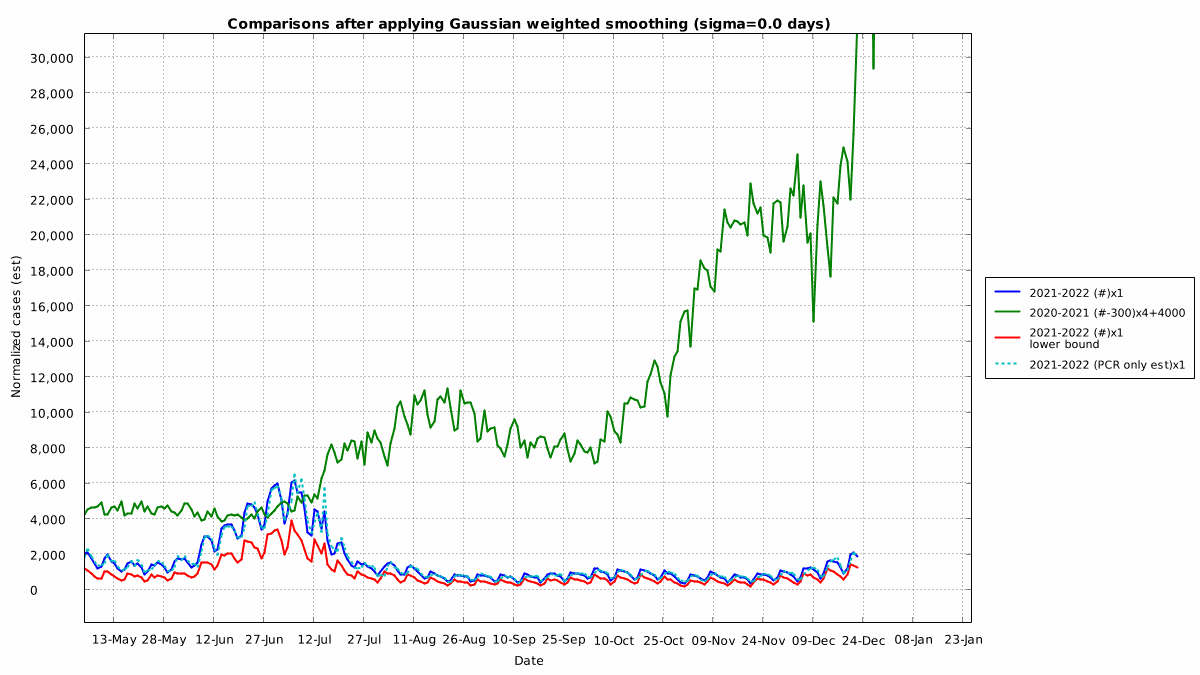 Comparisons after applying Gaussian weighted smoothing (sigma=0.0 days)
30,000
28,000
26,000
24,000
22,000
20,000
18,000
16,000
14,000
12,000
10,000
8,000
6,000
4,000
2,000
0
Normalized cases (est)
13-May 28-May 12-Jun 27-Jun 12-Jul 27-Jul 11-Aug 26-Aug 10-Sep 25-Sep 10-Oct 25-Oct 09-Nov 24-Nov 09-Dec 24-Dec 08-Jan 23-Jan
Date
2021-2022 (#)x1
2020-2021 (#-300)x4+4000
2021-2022 (#)x1
lower bound
2021-2022 (PCR only est)x1